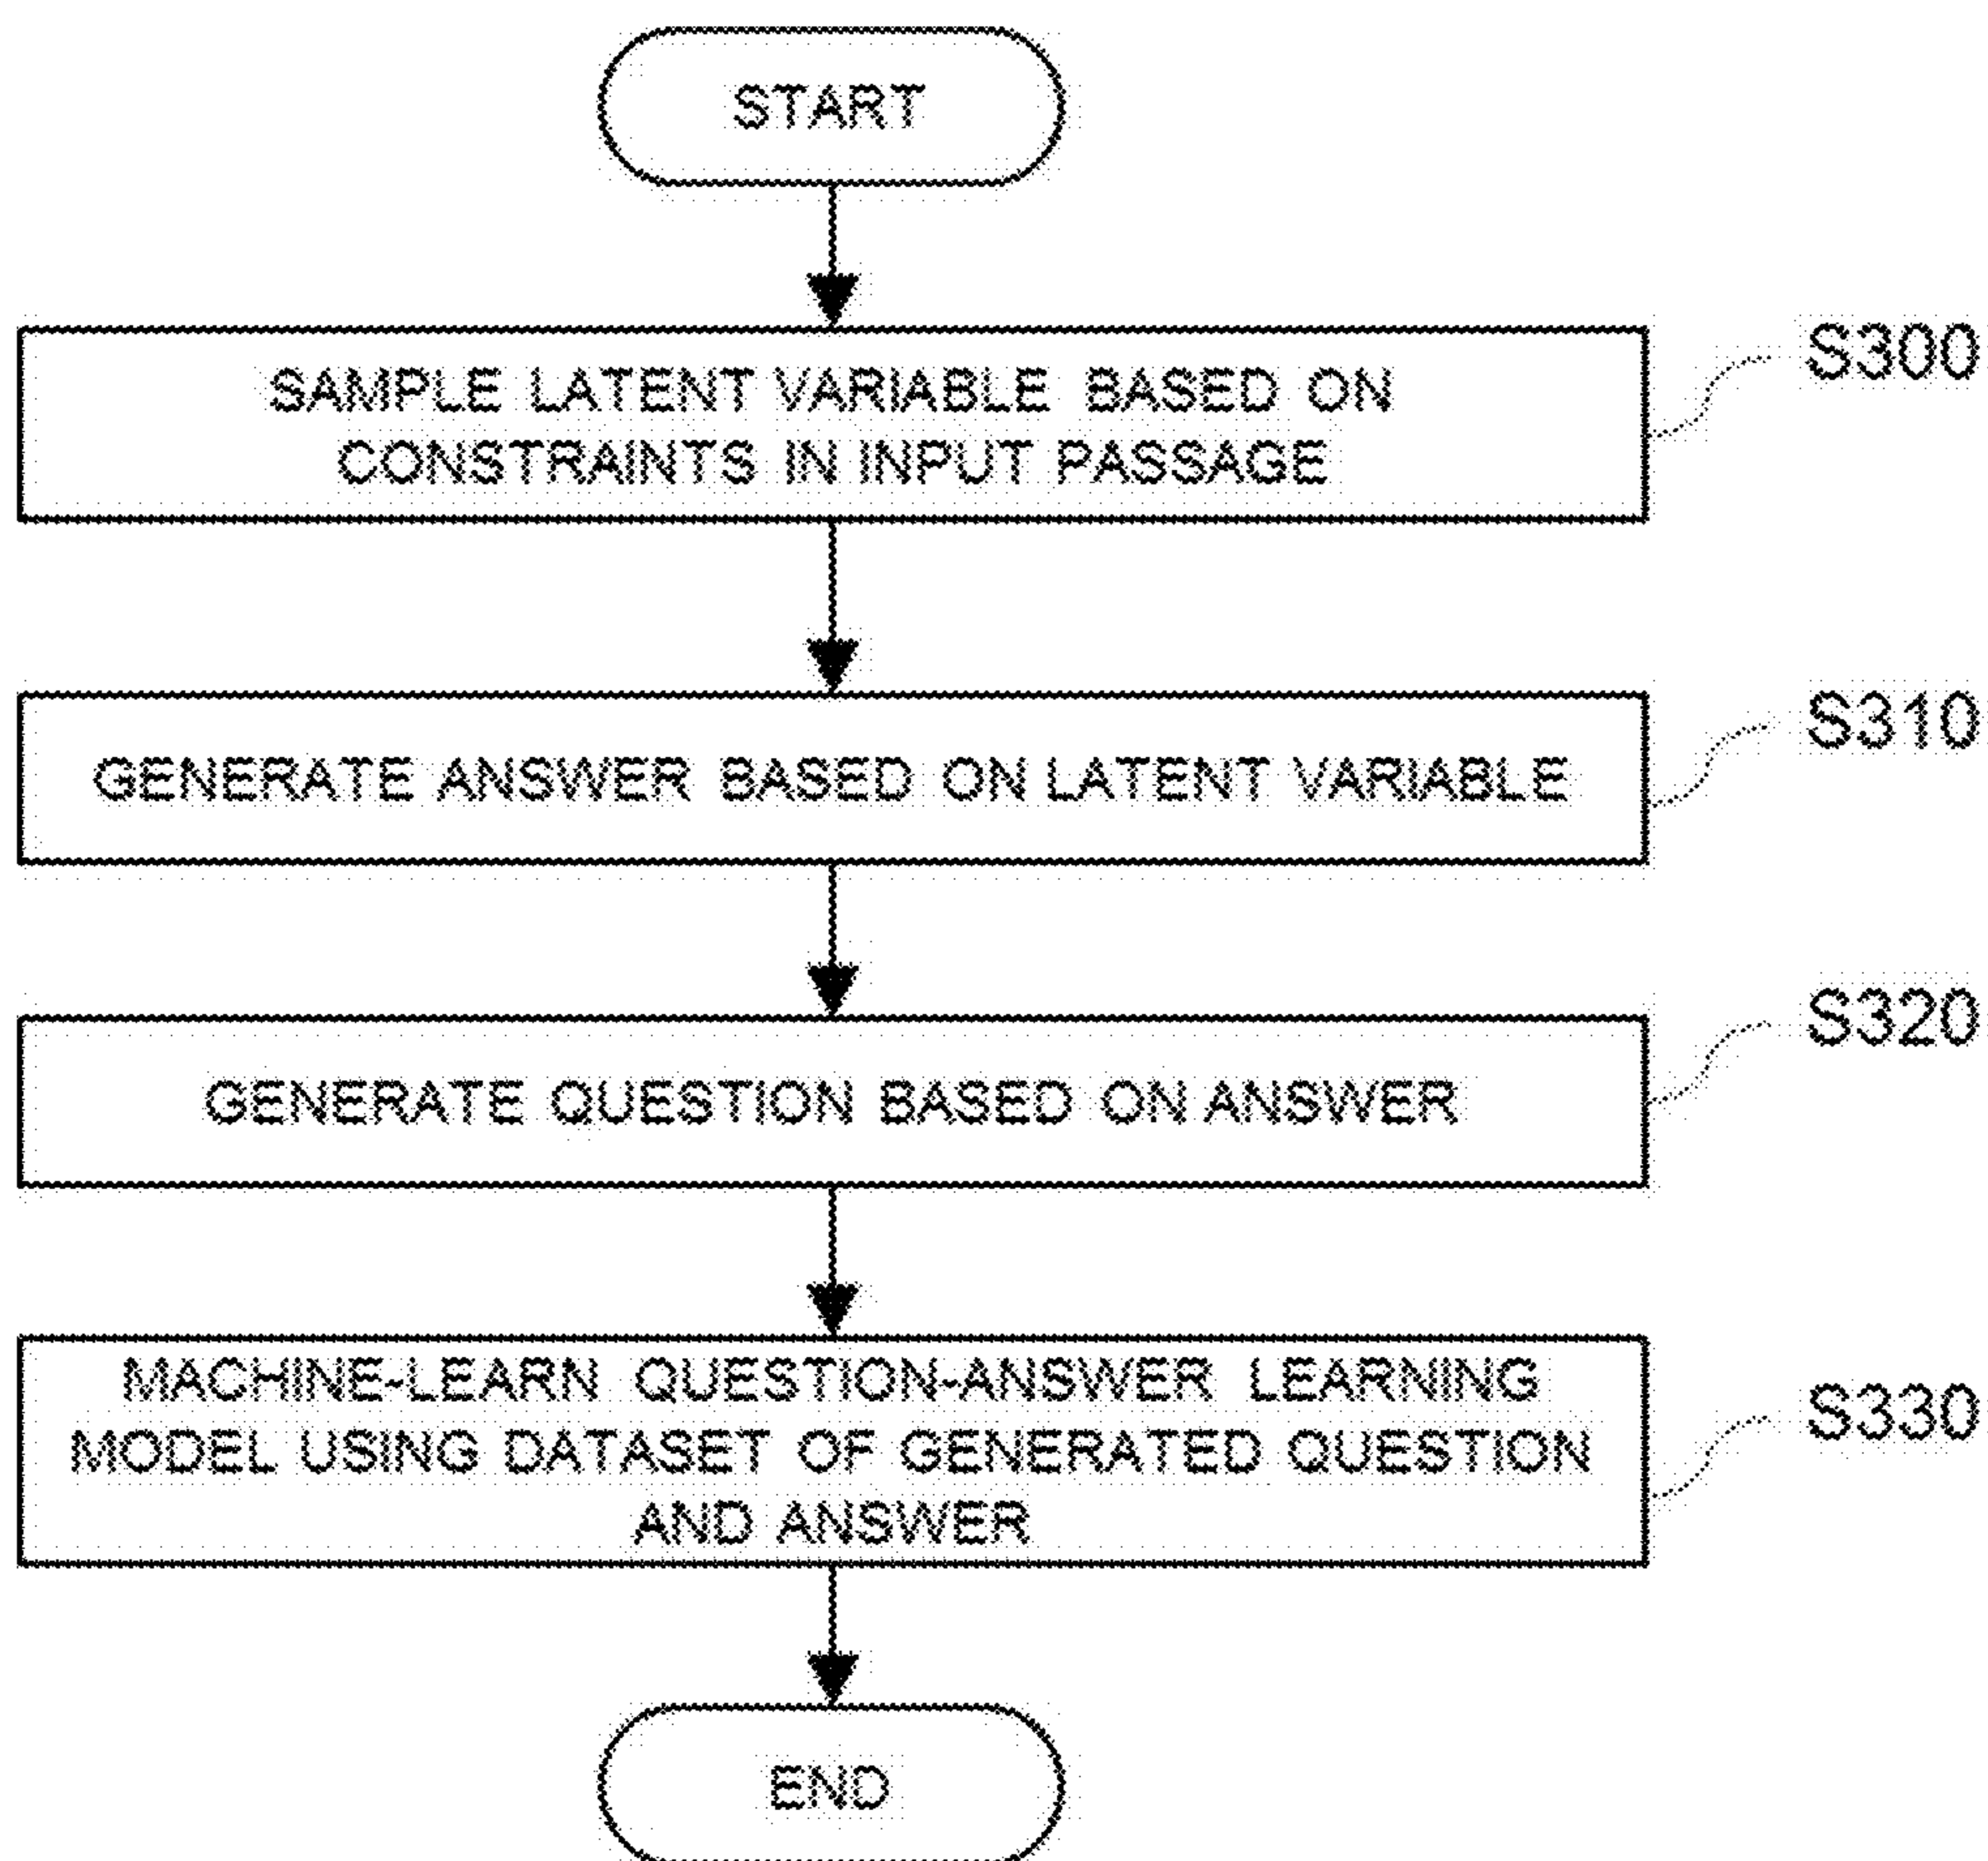 START
SAMPLE LATENT VARIABLE BASED ON
CONSTRAINTS IN INPUT PASSAGE
S300
GENERATE ANSWER BASED ON LATENT VARIABLE
S310
GENERATE QUESTION BASED ON ANSWER
S320
MACHINE-LEARN QUESTION-ANSWER LEARNING
MODEL USING DATASET OF GENERATED QUESTION
AND ANSWER
S330
END